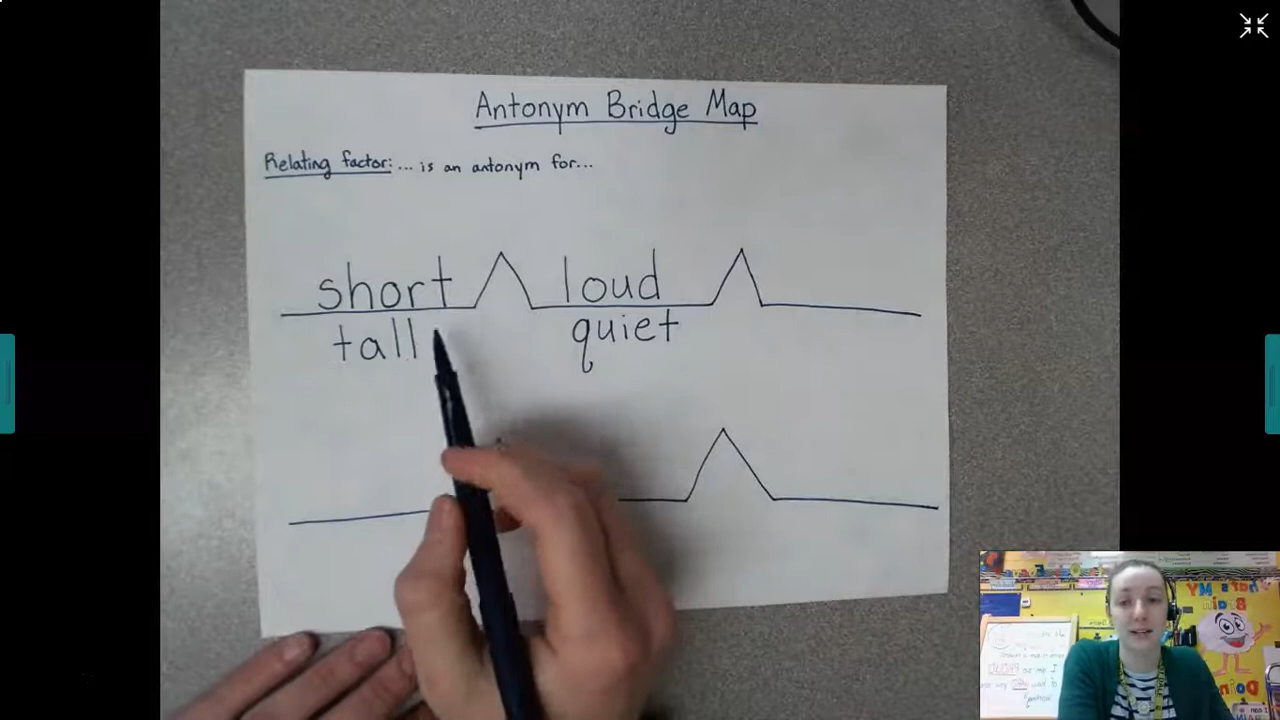 Antonym Bridge Map
Relating factor: ... is an antonym for...
short loud
tall quiet